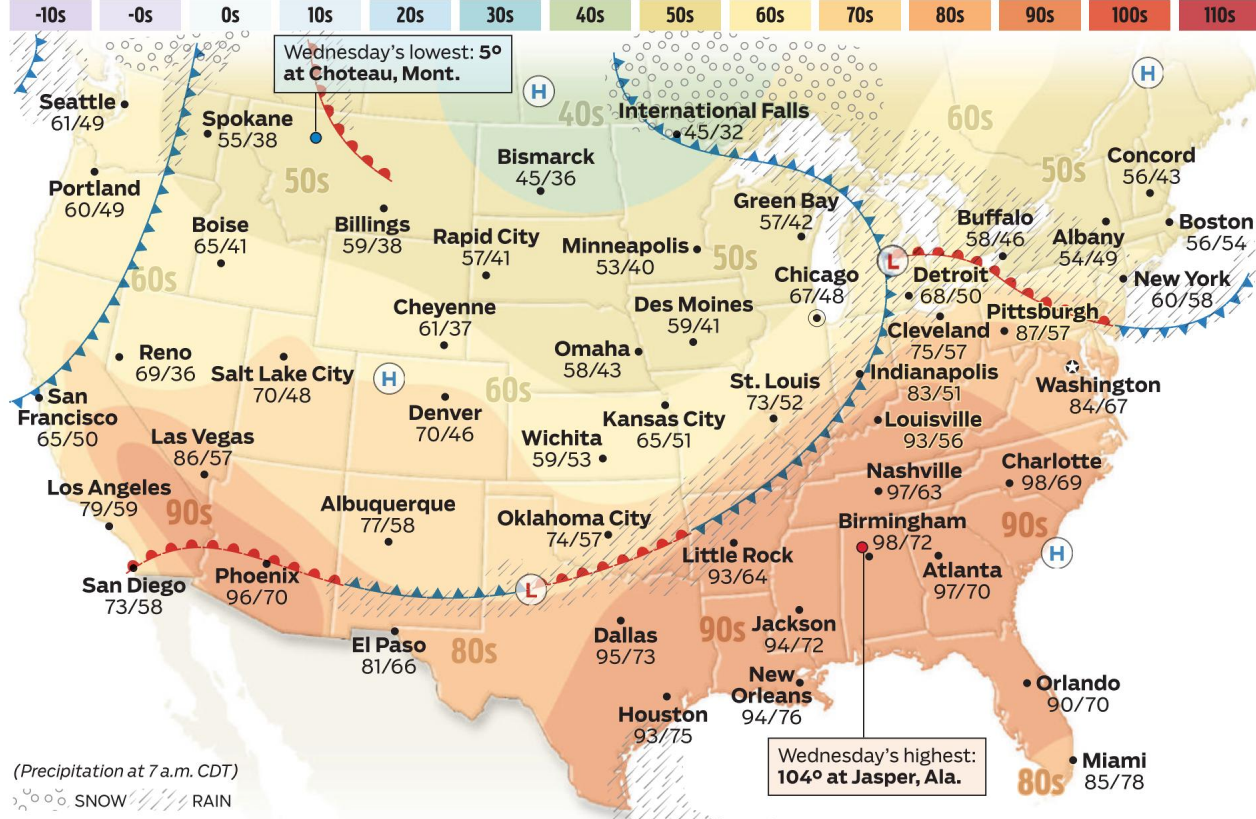 -10s -0s 0s 10s 20s 30s 40s 50s 60s 70s 80s 90s 100s 110s
Wednesday's lowest: 5°
at Choteau, Mont.
H
H
Seattle
61/49
Spokane
55/38
40s
International Falls
45/32
60s
Portland
60/49
50s
Bismarck
45/36
50s
Concord
56/43
Boise
65/41
Billings
59/38
Rapid City
57/41
Minneapolis
53/40
50s
Green Bay
57/42
Buffalo
58/46
Albany
54/49
Boston
56/54
60s
Chicago
67/48
L
Detroit
68/50
New York
60/58
Cheyenne
61/37
Des Moines
59/41
Cleveland
75/57
Pittsburgh
87/57
Reno
69/36
Salt Lake City
70/48
H
60s
Omaha
58/43
St. Louis
73/52
Indianapolis
83/51
Washington
84/67
San
Francisco
65/50
Las Vegas
86/57
Denver
70/46
Wichita
59/53
Kansas City
65/51
Louisville
93/56
Los Angeles
79/59
90s
Albuquerque
77/58
Oklahoma City
74/57
Nashville
97/63
Charlotte
98/69
90s
San Diego
73/58
Phoenix
96/70
L
Little Rock
93/64
Birmingham
98/72
Atlanta
97/70
H
El Paso
81/66
80s
Dallas
95/73
90s
Jackson
94/72
Houston
93/75
New
Orleans
94/76
Orlando
90/70
Wednesday's highest:
104° at Jasper, Ala.
80s
Miami
85/78
(Precipitation at 7 a.m. CDT)
SNOW RAIN